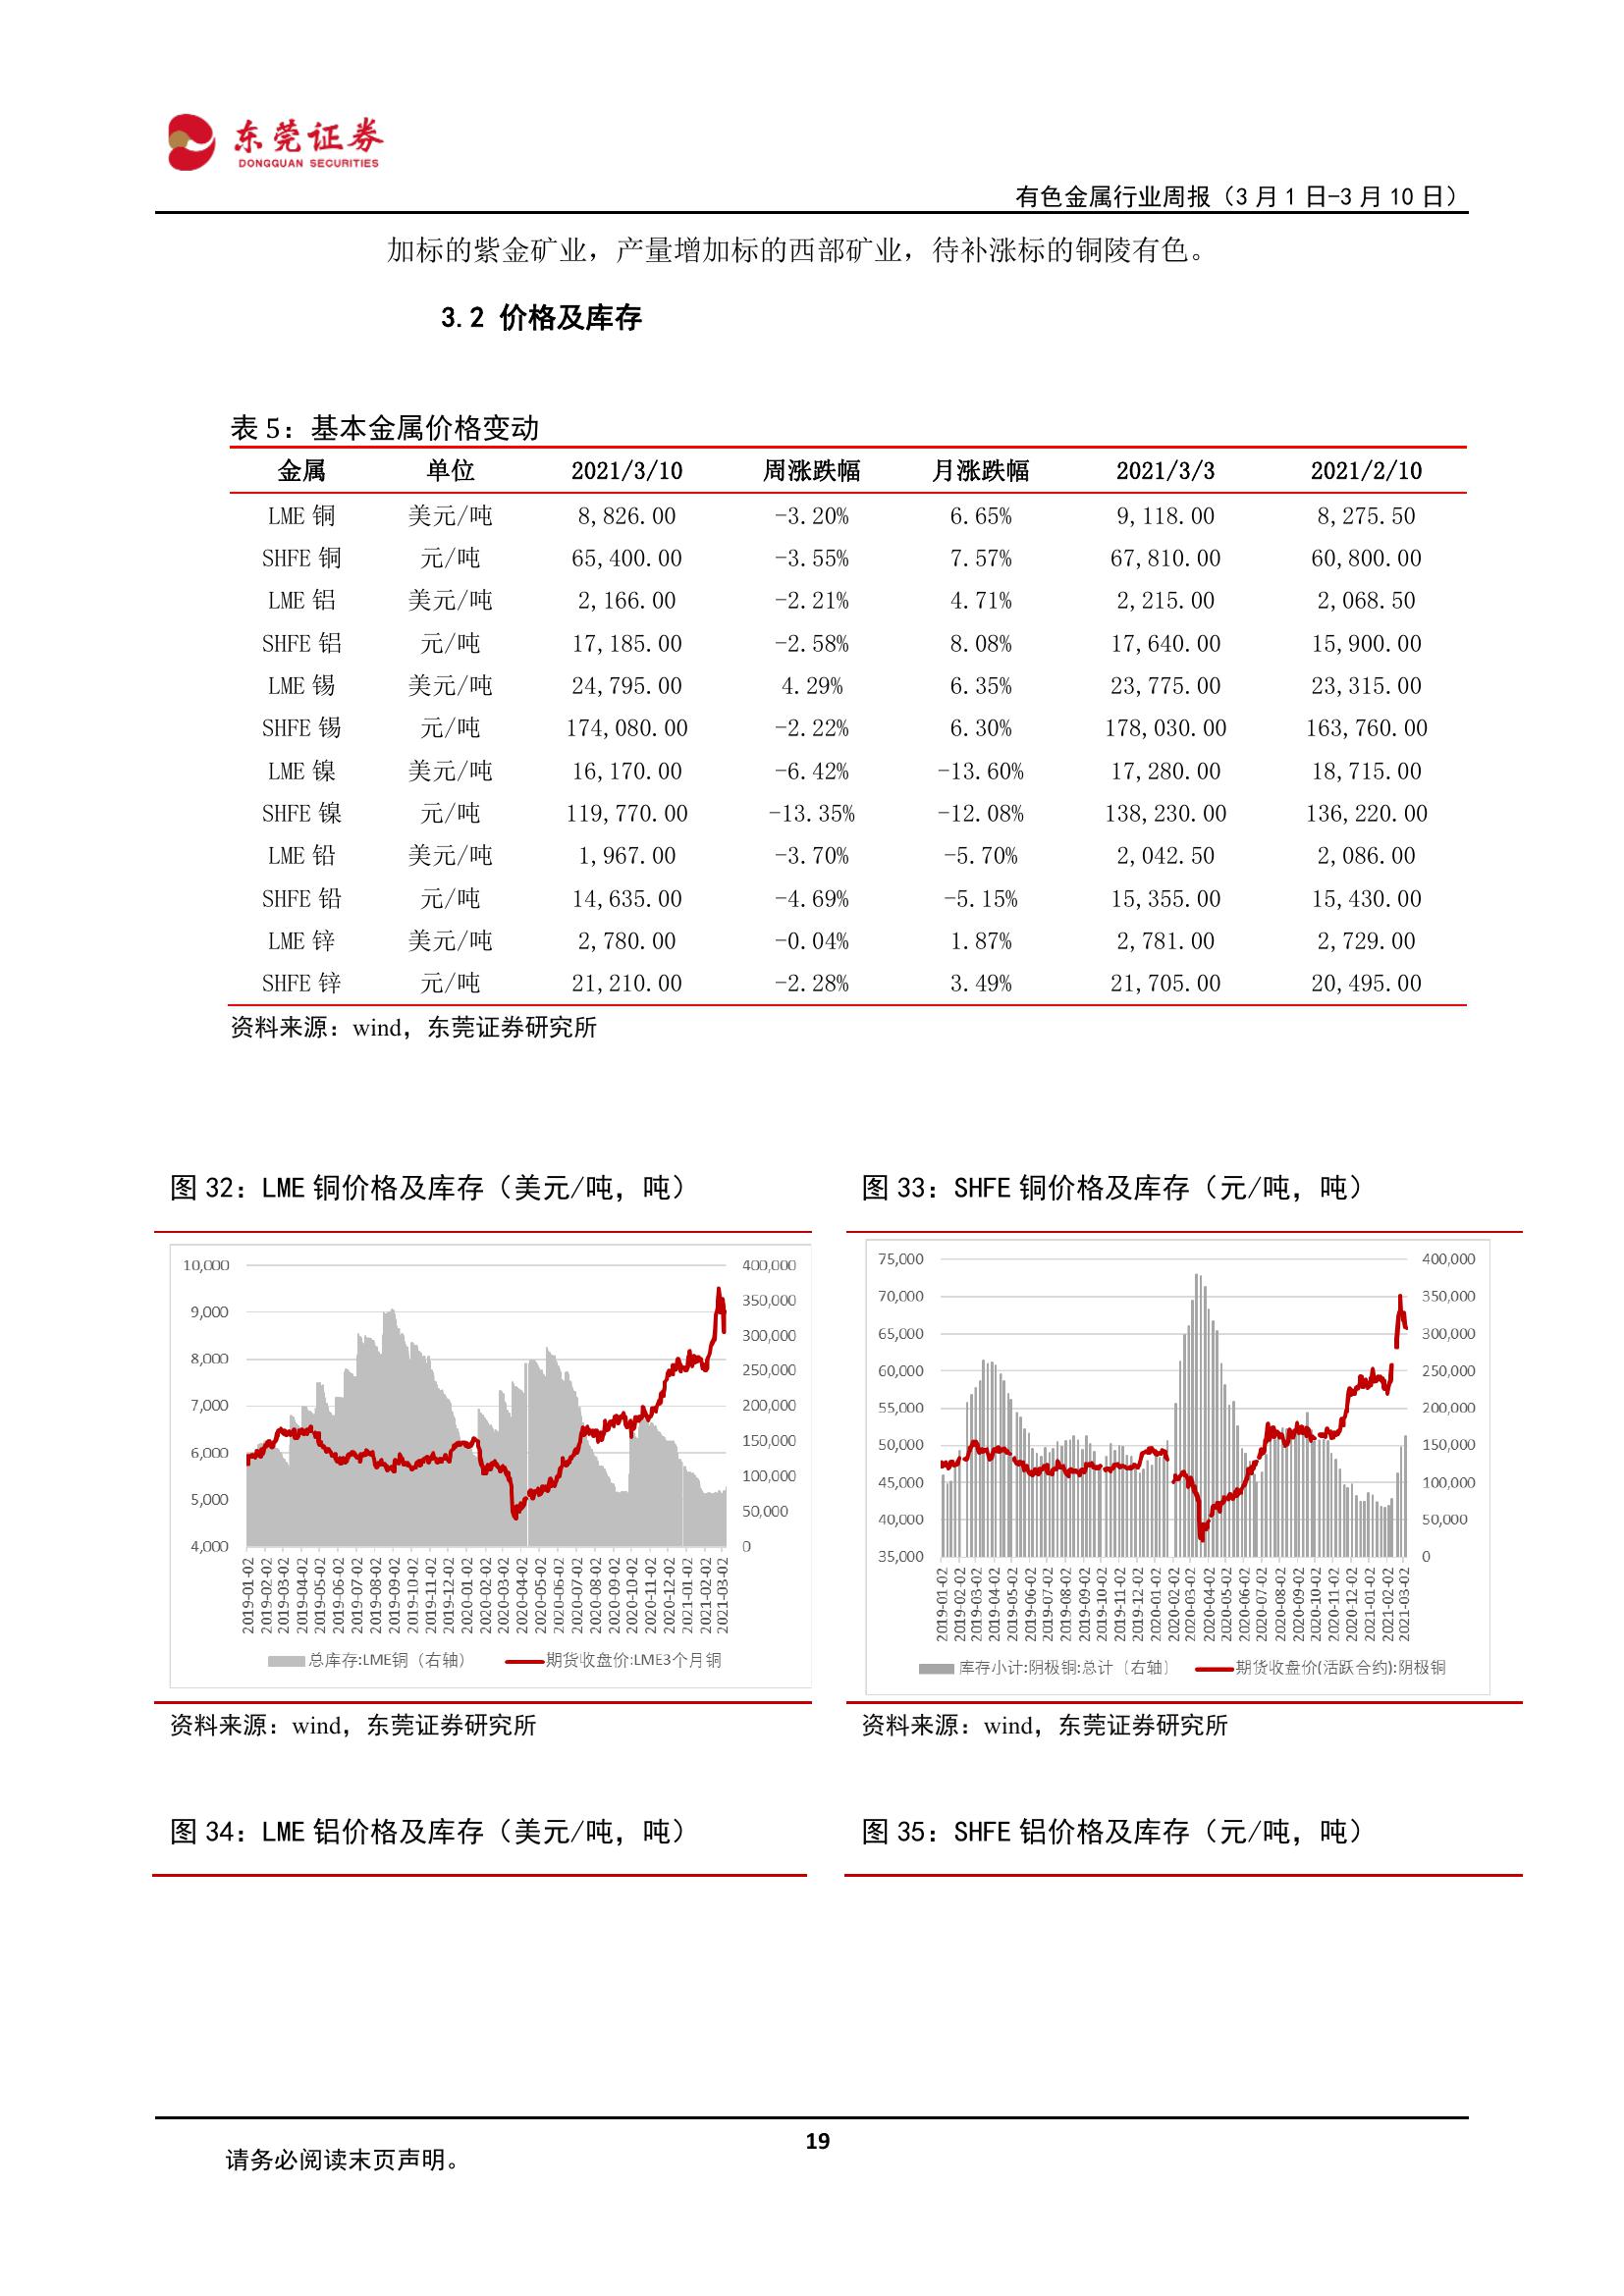 东莞证券
DONGGUAN SECURITIES
有色金属行业周报（3 月 1 日-3 月 10 日）
加标的紫金矿业，产量增加标的西部矿业，待补涨标的铜陵有色。
3.2 价格及库存
表 5：基本金属价格变动
金属 单位 2021/3/10 周涨跌幅 月涨跌幅 2021/3/3 2021/2/10
LME 铜 美元/吨 8,826.00 -3.20% 6.65% 9,118.00 8,275.50
SHFE 铜 元/吨 65,400.00 -3.55% 7.57% 67,810.00 60,800.00
LME 铝 美元/吨 2,166.00 -2.21% 4.71% 2,215.00 2,068.50
SHFE 铝 元/吨 17,185.00 -2.58% 8.08% 17,640.00 15,900.00
LME 锡 美元/吨 24,795.00 4.29% 6.35% 23,775.00 23,315.00
SHFE 锡 元/吨 174,080.00 -2.22% 6.30% 178,030.00 163,760.00
LME 镍 美元/吨 16,170.00 -6.42% -13.60% 17,280.00 18,715.00
SHFE 镍 元/吨 119,770.00 -13.35% -12.08% 138,230.00 136,220.00
LME 铅 美元/吨 1,967.00 -3.70% -5.70% 2,042.50 2,086.00
SHFE 铅 元/吨 14,635.00 -4.69% -5.15% 15,355.00 15,430.00
LME 锌 美元/吨 2,780.00 -0.04% 1.87% 2,781.00 2,729.00
SHFE 锌 元/吨 21,210.00 -2.28% 3.49% 21,705.00 20,495.00
资料来源：wind，东莞证券研究所
图 32：LME 铜价格及库存（美元/吨，吨）
10,000 400,000
9,000 350,000
8,000 300,000
7,000 250,000
6,000 200,000
5,000 150,000
4,000 100,000
50,000
0
2019-01-02 2019-02-02 2019-03-02 2019-04-02 2019-05-02 2019-06-02 2019-07-02 2019-08-02 2019-09-02 2019-10-02 2019-11-02 2019-12-02 2020-01-02 2020-02-02 2020-03-02 2020-04-02 2020-05-02 2020-06-02 2020-07-02 2020-08-02 2020-09-02 2020-10-02 2020-11-02 2020-12-02 2021-01-02 2021-02-02 2021-03-02
总库存:LME铜（右轴） 期货收盘价:LME3个月铜
资料来源：wind，东莞证券研究所
图 33：SHFE 铜价格及库存（元/吨，吨）
75,000 400,000
70,000 350,000
65,000 300,000
60,000 250,000
55,000 200,000
50,000 150,000
45,000 100,000
40,000 50,000
35,000 0
2019-01-02 2019-02-02 2019-03-02 2019-04-02 2019-05-02 2019-06-02 2019-07-02 2019-08-02 2019-09-02 2019-10-02 2019-11-02 2019-12-02 2020-01-02 2020-02-02 2020-03-02 2020-04-02 2020-05-02 2020-06-02 2020-07-02 2020-08-02 2020-09-02 2020-10-02 2020-11-02 2020-12-02 2021-01-02 2021-02-02 2021-03-02
库存小计:阴极铜:总计（右轴） 期货收盘价(活跃合约):阴极铜
资料来源：wind，东莞证券研究所
图 34：LME 铝价格及库存（美元/吨，吨）
图 35：SHFE 铝价格及库存（元/吨，吨）
19
请务必阅读末页声明。